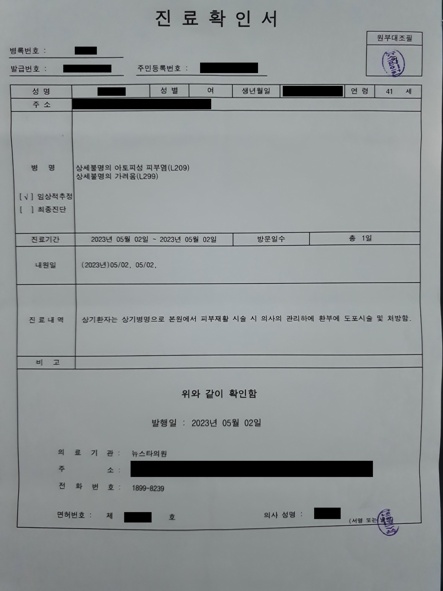 진 료 확 인 서
원부대조필
병록번호 :
발급번호 : 주민등록번호 :
성 명 성 별 여 생년월일 연 령 41 세
주 소
병 명
상세불명의 아토피성 피부염(L209)
상세불명의 가려움(L299)
[√] 임상적추정
[ ] 최종진단
진료기간 2023년 05월 02일 ~ 2023년 05월 02일 방문일수 총 1일
내원일 (2023년)05/02, 05/02,
진 료 내 역 상기환자는 상기병명으로 본원에서 피부재활 시술 시 의사의 관리하에 환부에 도포시술 및 처방함.
비 고
위와 같이 확인함
발행일 : 2023년 05월 02일
의 료 기 관 : 뉴스타의원
주 소 :
전 화 번 호 : 1899-8239
면허번호 : 제 호 의사 성명 :
(서명 또는